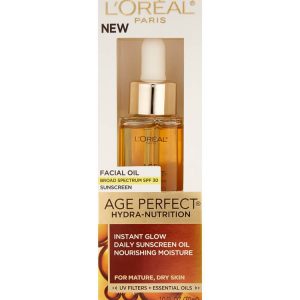 L'ORÉAL
PARIS
NEW
L'ORÉAL
FACIAL OIL
BROAD SPECTRUM SPF 30
SUNSCREEN
AGE PERFECT®
HYDRA-NUTRITION
INSTANT GLOW
DAILY SUNSCREEN OIL
NOURISHING MOISTURE
FOR MATURE, DRY SKIN
UV FILTERS + ESSENTIAL OILS